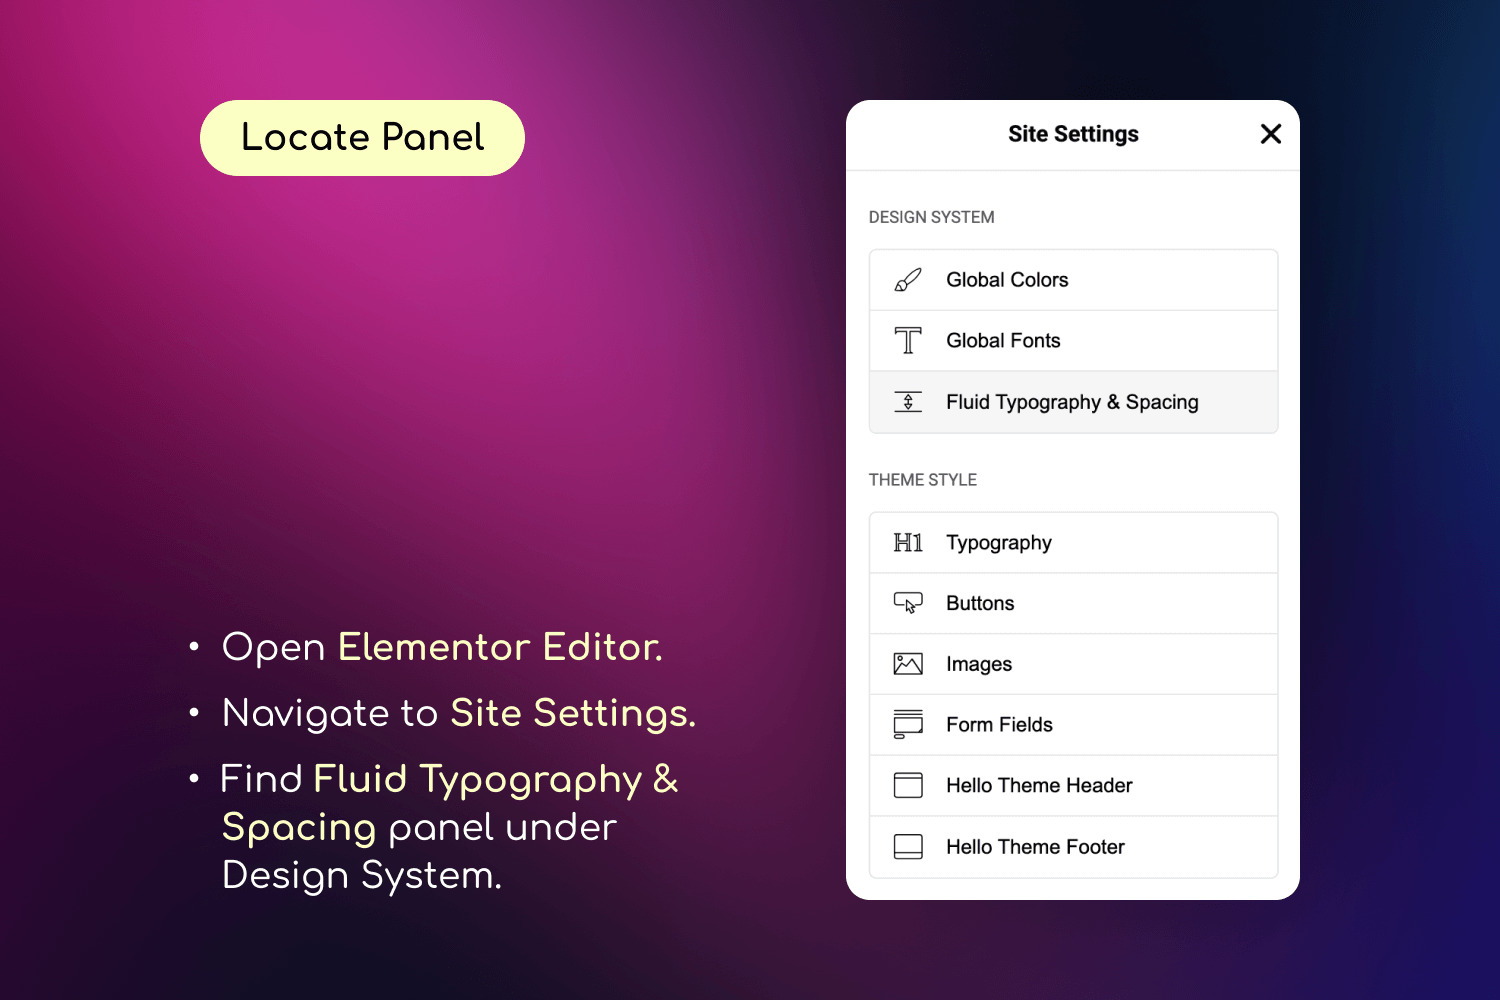 Locate Panel
• Open Elementor Editor.
• Navigate to Site Settings.
• Find Fluid Typography &
Spacing panel under
Design System.
Site Settings
DESIGN SYSTEM
Global Colors
Global Fonts
Fluid Typography & Spacing
THEME STYLE
H1 Typography
Buttons
Images
Form Fields
Hello Theme Header
Hello Theme Footer